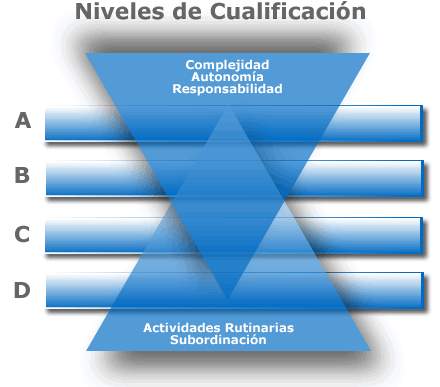 Niveles de Cualificación
Complejidad
Autonomía
Responsabilidad
A
B
C
D
Actividades Rutinarias
Subordinación